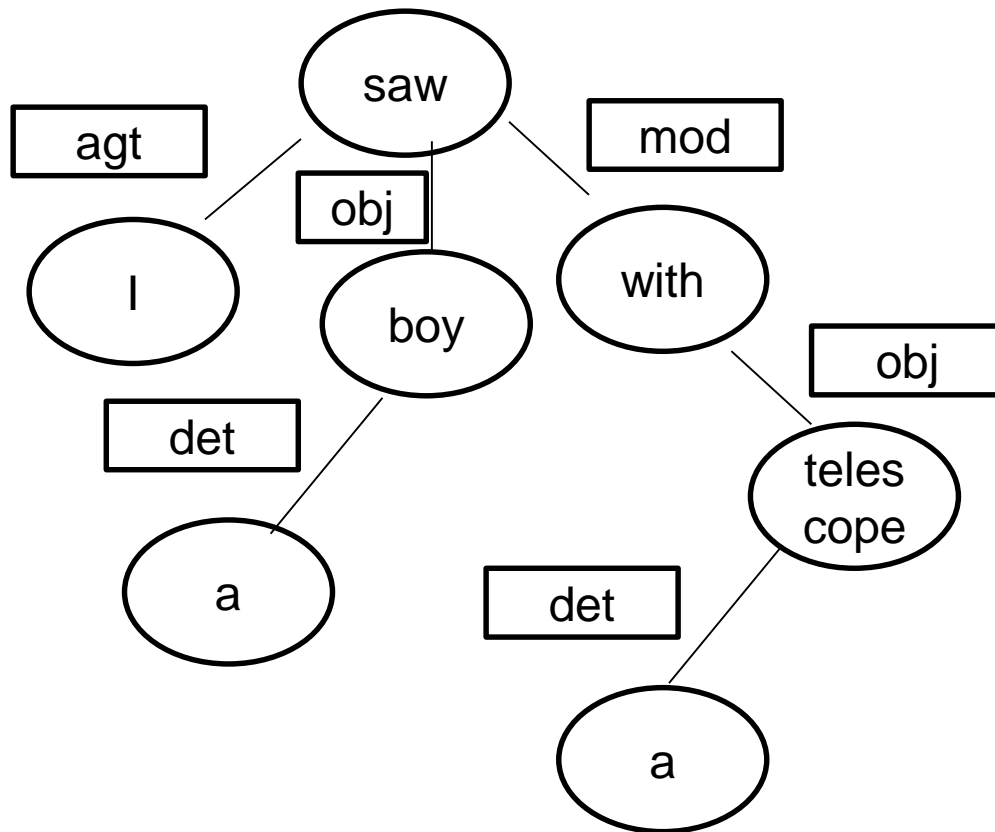 saw
agt
mod
obj
I
with
boy
obj
det
teles
cope
a
det
a